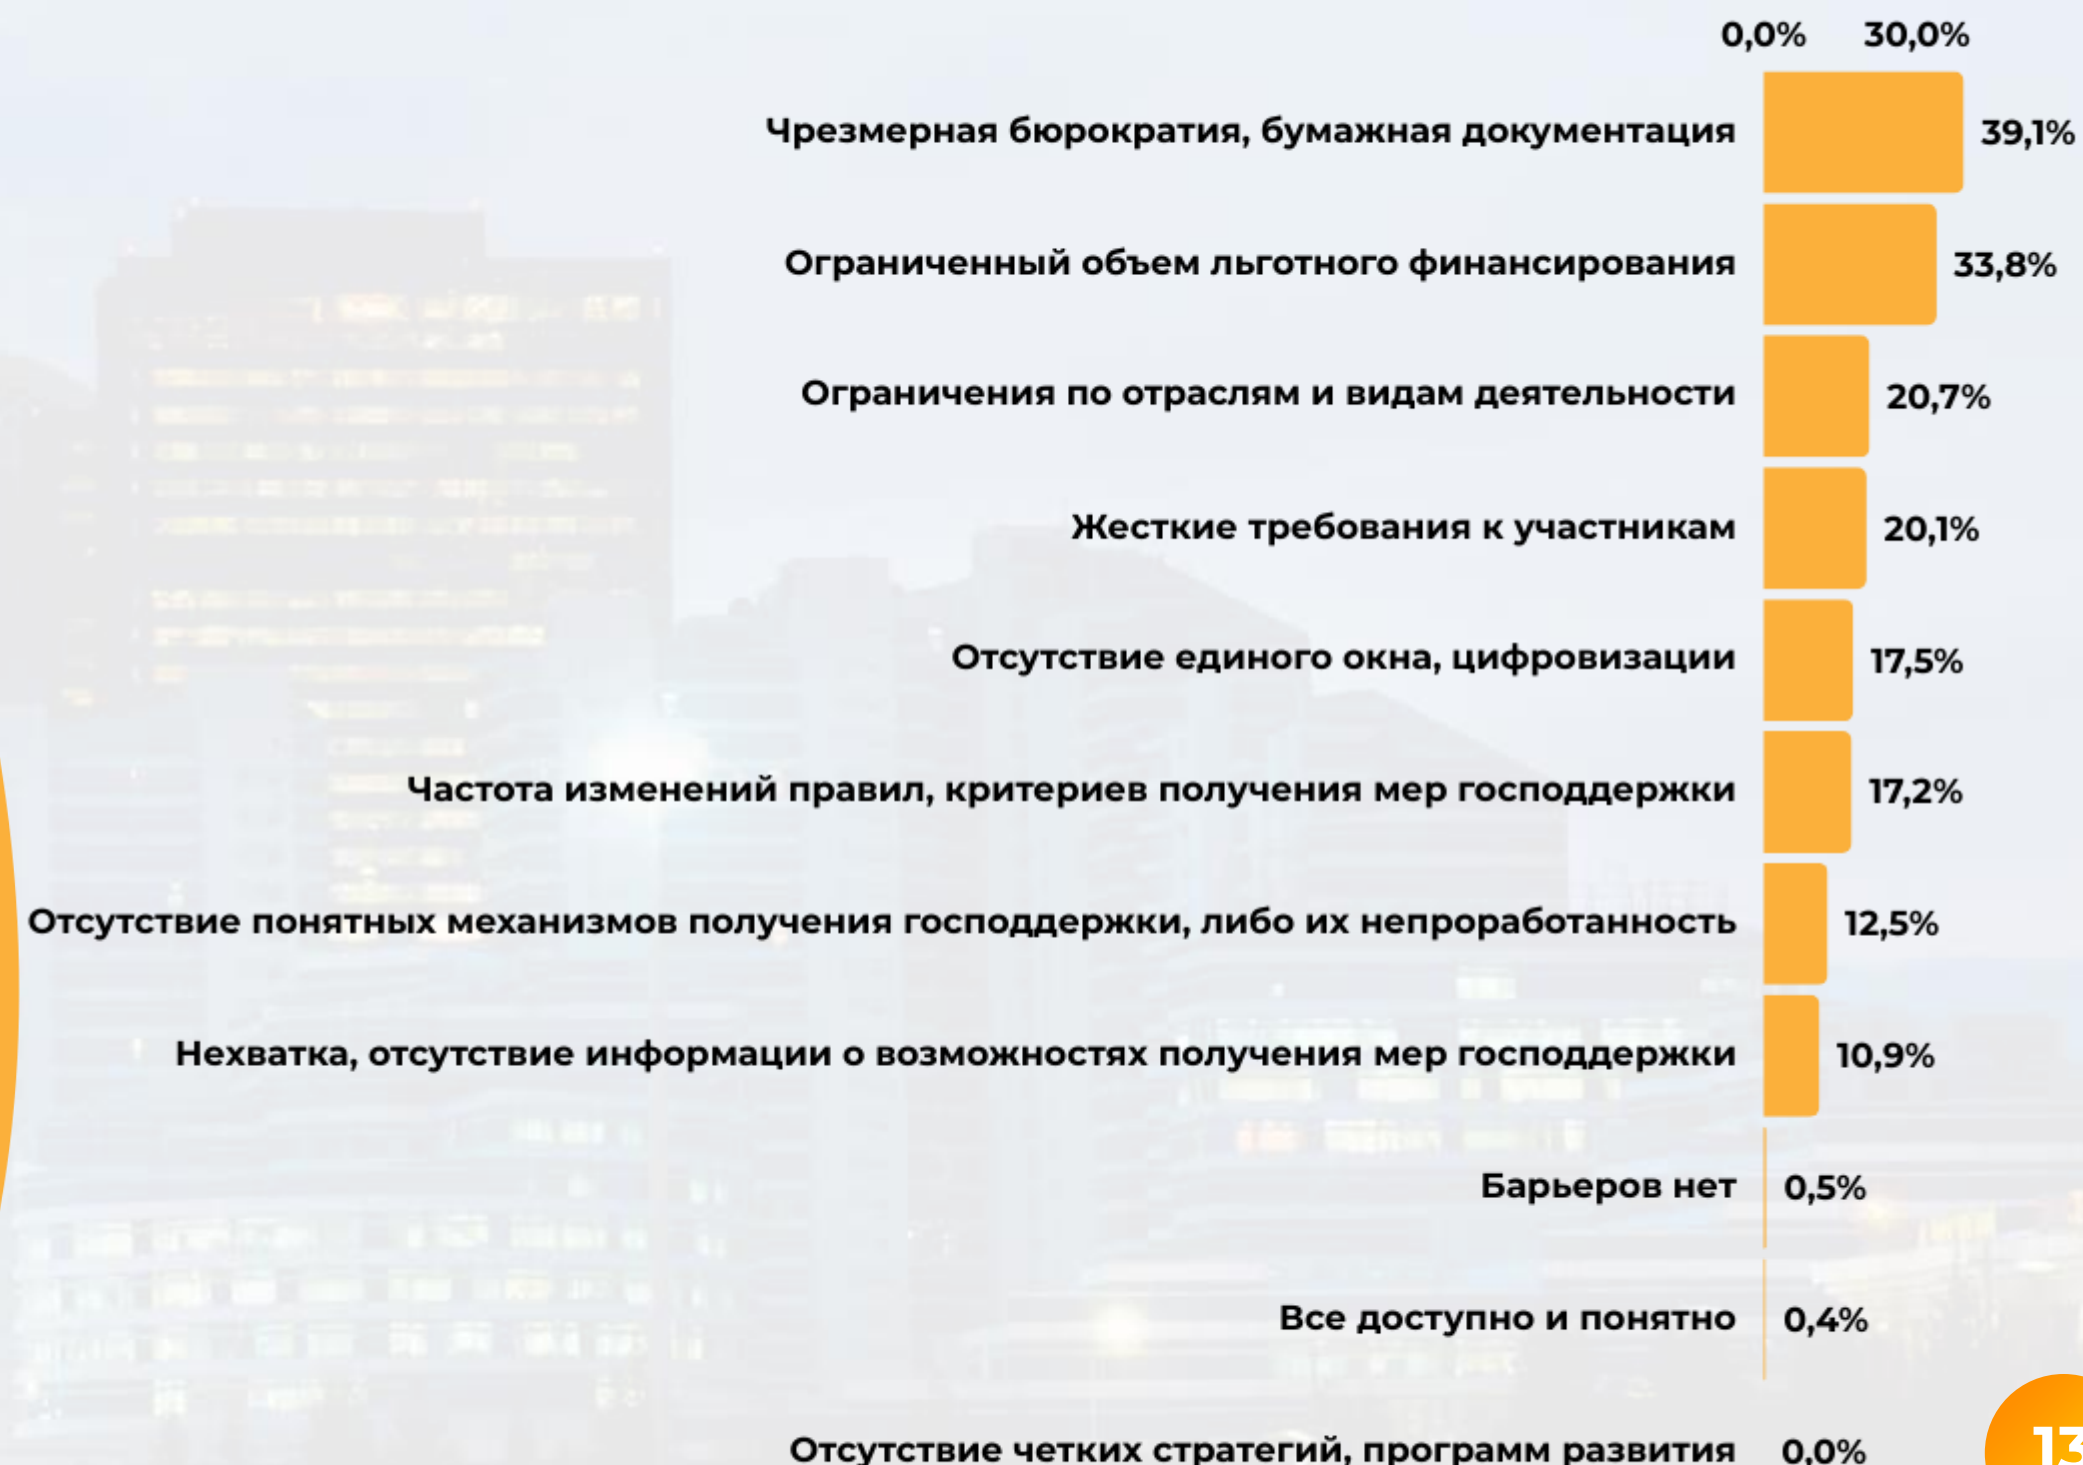 0,0% 30,0%
Чрезмерная бюрократия, бумажная документация 39,1%
Ограниченный объем льготного финансирования 33,8%
Ограничения по отраслям и видам деятельности 20,7%
Жесткие требования к участникам 20,1%
Отсутствие единого окна, цифровизации 17,5%
Частота изменений правил, критериев получения мер господдержки 17,2%
Отсутствие понятных механизмов получения господдержки, либо их непроработанность 12,5%
Нехватка, отсутствие информации о возможностях получения мер господдержки 10,9%
Барьеров нет 0,5%
Все доступно и понятно 0,4%
Отсутствие четких стратегий, программ развития 0,0%
13